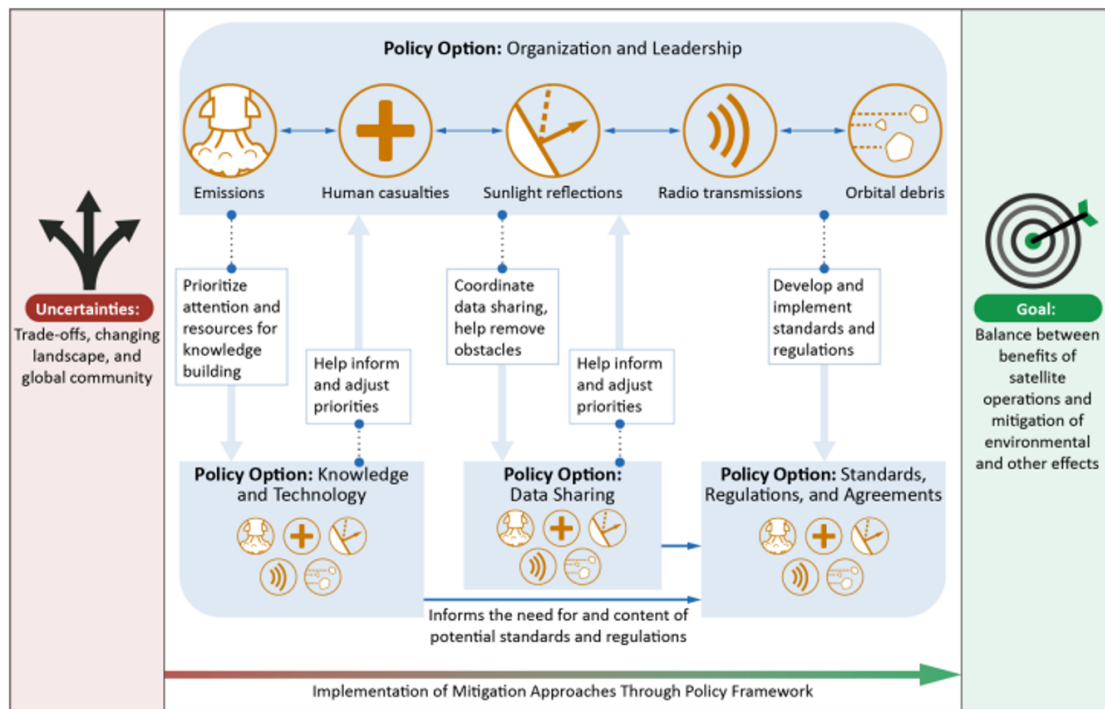 Policy Option: Organization and Leadership
Emissions
Human casualties
Sunlight reflections
Radio transmissions
Orbital debris
Uncertainties:
Trade-offs, changing
landscape, and
global community
Prioritize
attention and
resources for
knowledge
building
Help inform
and adjust
priorities
Coordinate
data sharing,
help remove
obstacles
Help inform
and adjust
priorities
Develop and
implement
standards and
regulations
Goal:
Balance between
benefits of
satellite
operations and
mitigation of
environmental
and other effects
Policy Option: Knowledge
and Technology
Policy Option:
Data Sharing
Policy Option: Standards,
Regulations, and Agreements
Informs the need for and content of
potential standards and regulations
Implementation of Mitigation Approaches Through Policy Framework